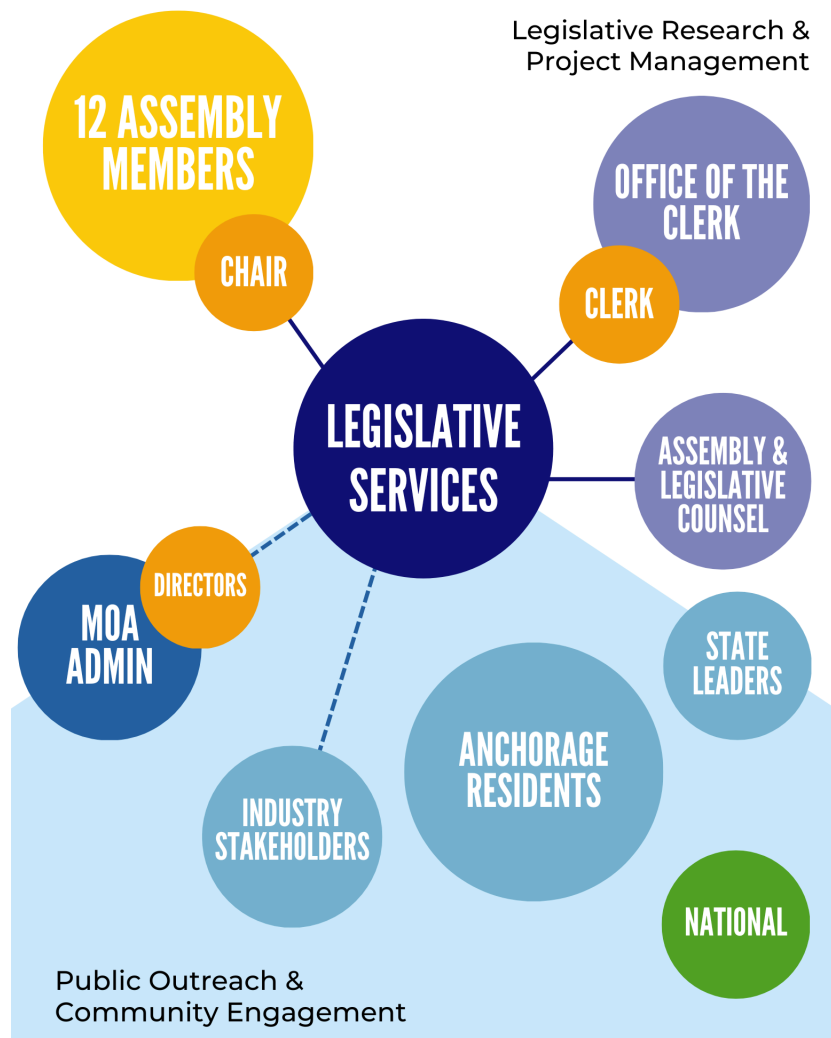 Legislative Research &
Project Management
12 ASSEMBLY
MEMBERS
CHAIR
OFFICE OF THE
CLERK
CLERK
LEGISLATIVE
SERVICES
ASSEMBLY &
LEGISLATIVE
COUNSEL
DIRECTORS
MOA
ADMIN
STATE
LEADERS
ANCHORAGE
RESIDENTS
INDUSTRY
STAKEHOLDERS
NATIONAL
Public Outreach &
Community Engagement